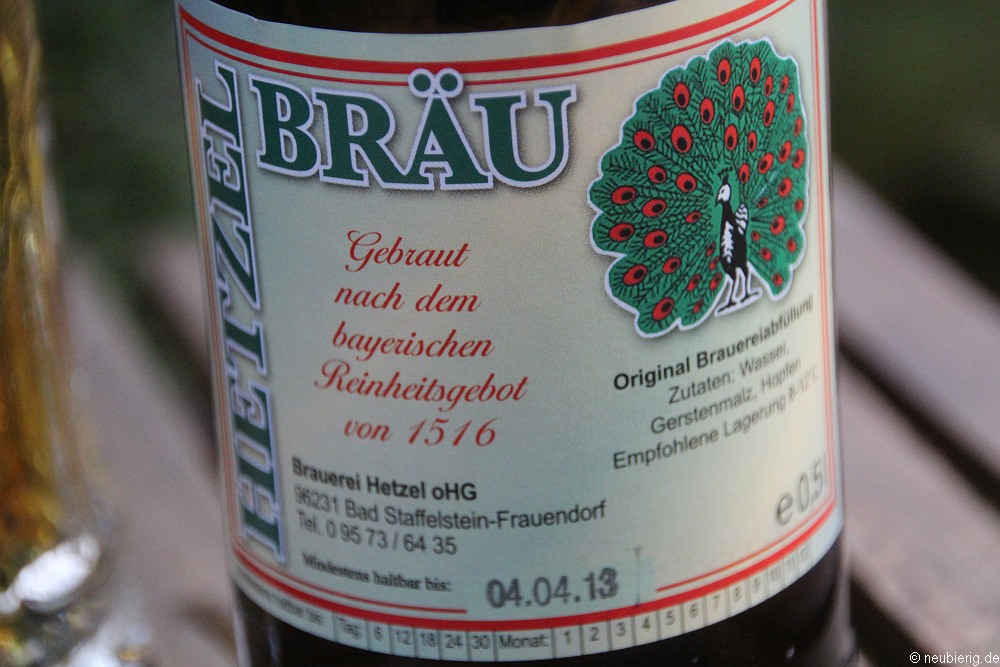 HETZEL
BRÄU
Gebraut
nach dem
bayerischen
Reinheitsgebot
von 1516
Original Brauereiabfüllung
Zutaten: Wasser,
Gerstenmalz, Hopfen
Empfohlene Lagerung 8-12°C
Brauerei Hetzel oHG
96231 Bad Staffelstein-Frauendorf
Tel. 0 95 73 / 64 35
e 0,5l
Mindestens haltbar bis:
04.04.13
haltbar bis: Tag: 6 12 18 24 30 Monat: 1 2 3 4 5 6 7 8 9 10 11 12
© neubierig.de